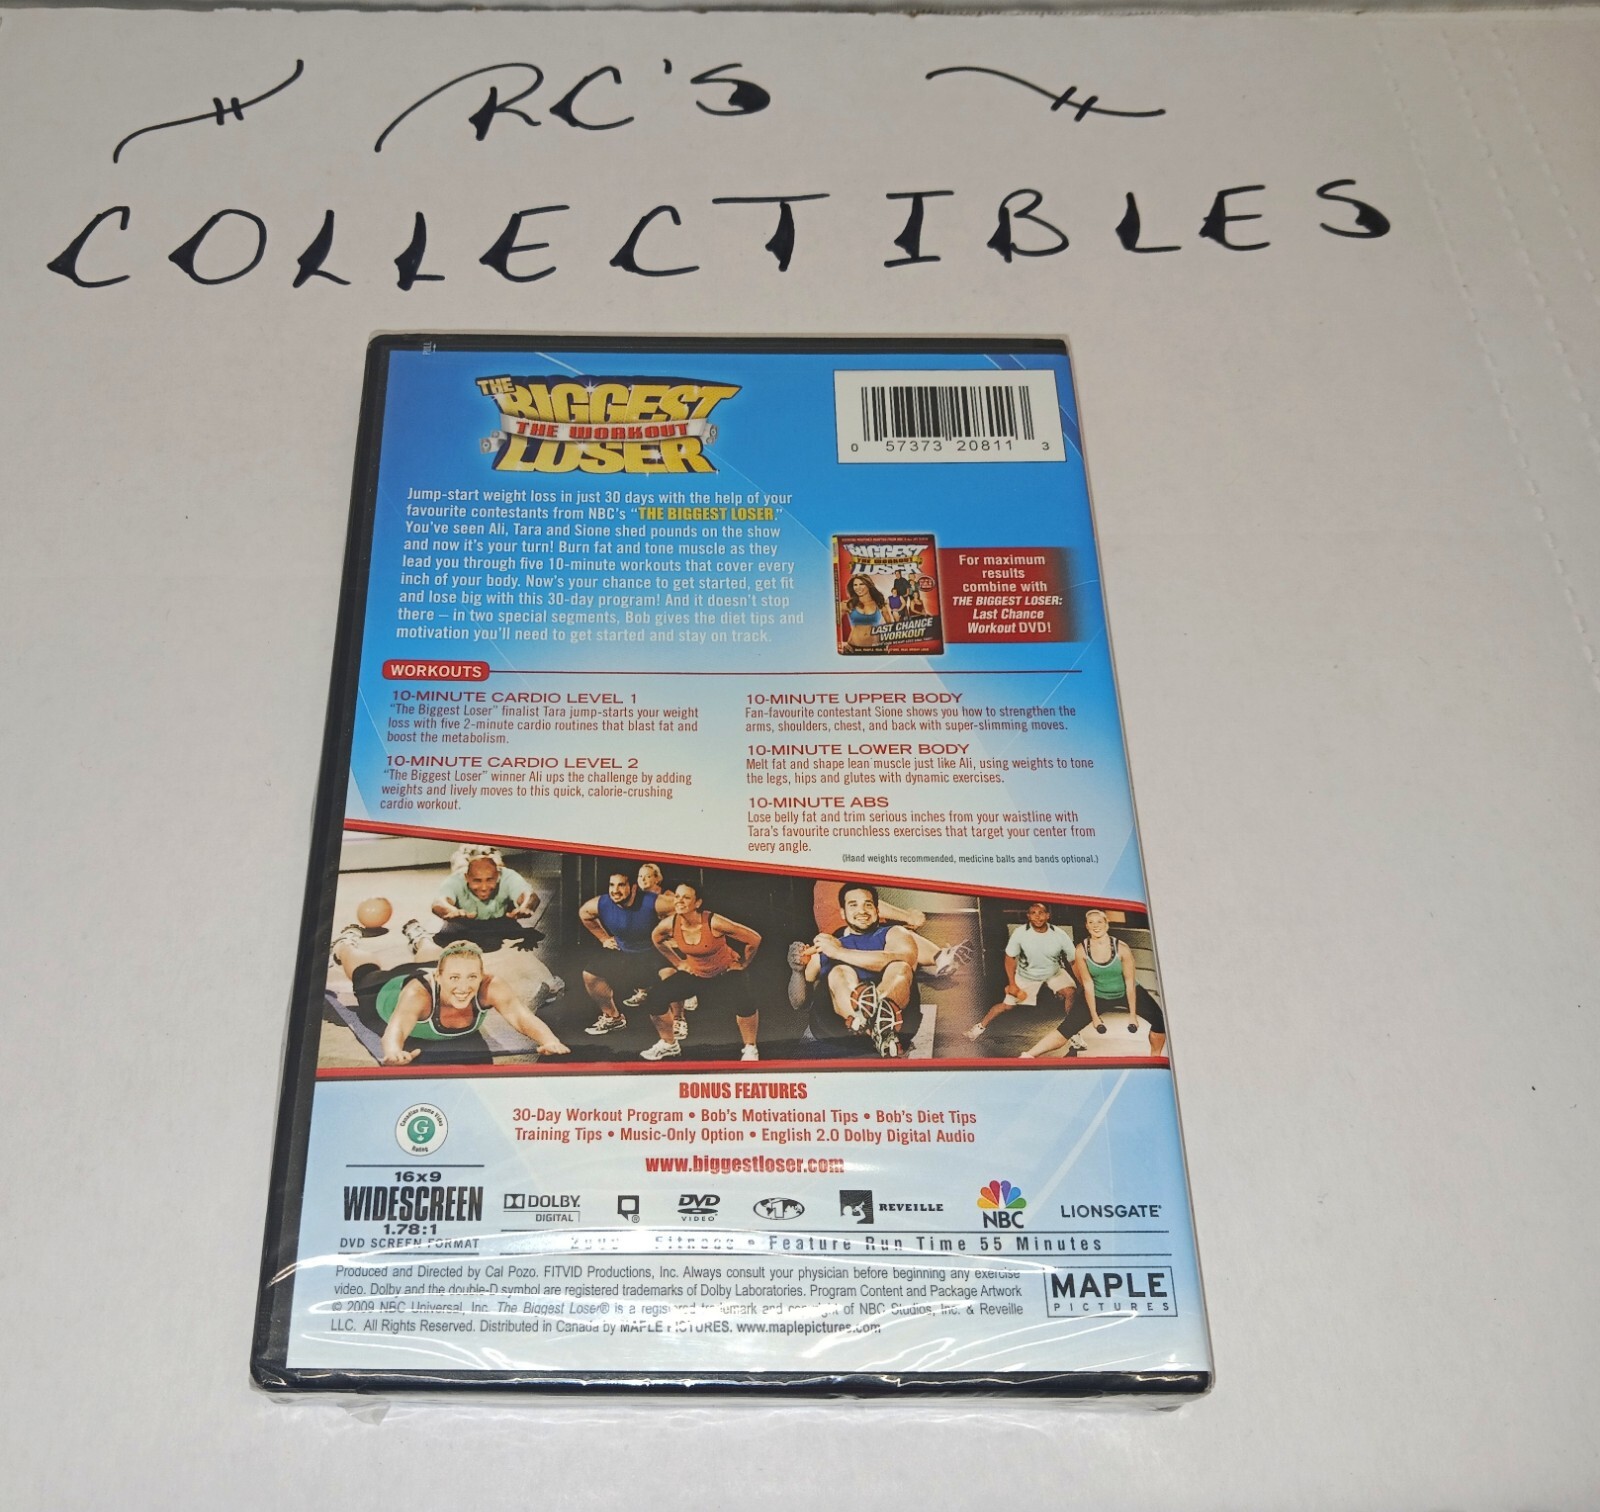 RC'S
COLLECTIBLES
THE
BIGGEST
THE WORKOUT
LOSER
0 57373 20811 3
Jump-start weight loss in just 30 days with the help of your
favourite contestants from NBC's "THE BIGGEST LOSER."
You've seen Ali, Tara and Sione shed pounds on the show
and now it's your turn! Burn fat and tone muscle as they
lead you through five 10-minute workouts that cover every
inch of your body. Now's your chance to get started, get fit
and lose big with this 30-day program! And it doesn't stop
there – in two special segments, Bob gives the diet tips and
motivation you'll need to get started and stay on track.
BIGGEST
THE WORKOUT
LOSER
LAST CHANCE
WORKOUT
For maximum
results
combine with
THE BIGGEST LOSER:
Last Chance
Workout DVD!
WORKOUTS
10-MINUTE CARDIO LEVEL 1
"The Biggest Loser" finalist Tara jump-starts your weight
loss with five 2-minute cardio routines that blast fat and
boost the metabolism.
10-MINUTE CARDIO LEVEL 2
"The Biggest Loser" winner Ali ups the challenge by adding
weights and lively moves to this quick, calorie-crushing
cardio workout.
10-MINUTE UPPER BODY
Fan-favourite contestant Sione shows you how to strengthen the
arms, shoulders, chest, and back with super-slimming moves.
10-MINUTE LOWER BODY
Melt fat and shape lean muscle just like Ali, using weights to tone
the legs, hips and glutes with dynamic exercises.
10-MINUTE ABS
Lose belly fat and trim serious inches from your waistline with
Tara's favourite crunchless exercises that target your center from
every angle.
(Hand weights recommended, medicine balls and bands optional.)
BONUS FEATURES
30-Day Workout Program • Bob's Motivational Tips • Bob's Diet Tips
Training Tips • Music-Only Option • English 2.0 Dolby Digital Audio
www.biggestloser.com
Canadian Home Video
G
Rating
16x9
WIDESCREEN
1.78:1
DVD SCREEN FORMAT
DOLBY
DIGITAL
DVD
VIDEO
1
REVEILLE
NBC
LIONSGATE
Fitness • Feature Run Time 55 Minutes
Produced and Directed by Cal Pozo. FITVID Productions, Inc. Always consult your physician before beginning any exercise
video. Dolby and the double-D symbol are registered trademarks of Dolby Laboratories. Program Content and Package Artwork
© 2009 NBC Universal, Inc. The Biggest Loser® is a registered trademark and copyright of NBC Studios, Inc. & Reveille
LLC. All Rights Reserved. Distributed in Canada by MAPLE PICTURES. www.maplepictures.com
MAPLE
PICTURES